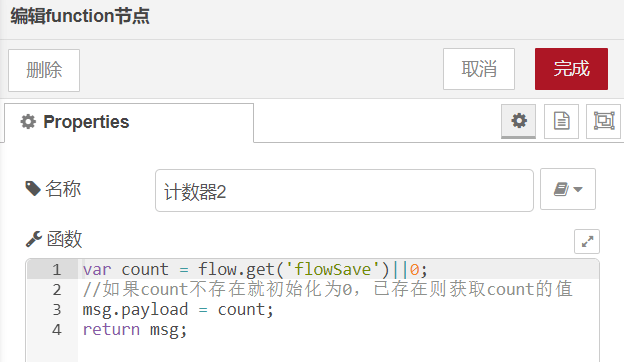 编辑function节点
删除
取消
完成
Properties
名称
计数器2
函数
1 var count = flow.get('flowSave')||0;
2 //如果count不存在就初始化为0，已存在则获取count的值
3 msg.payload = count;
4 return msg;